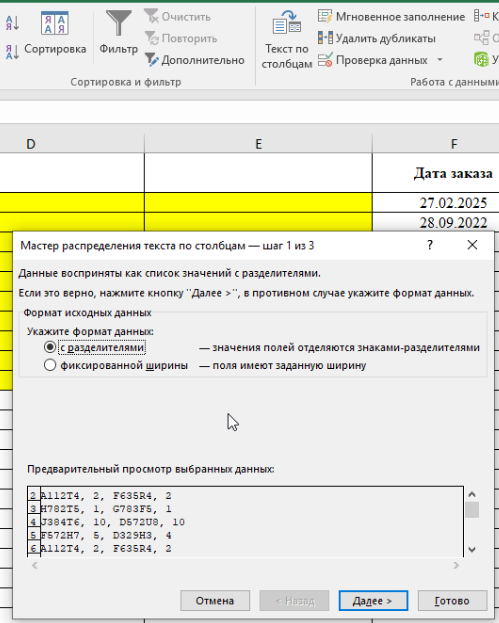 Очистить
Повторить
Дополнительно
Сортировка
Фильтр
Сортировка и фильтр
Текст по
столбцам
Мгновенное заполнение
Удалить дубликаты
Проверка данных
Работа с данными
D E F
Дата заказа
27.02.2025
28.09.2022
Мастер распределения текста по столбцам — шаг 1 из 3 ?
Данные восприняты как список значений с разделителями.
Если это верно, нажмите кнопку "Далее >", в противном случае укажите формат данных.
Формат исходных данных
Укажите формат данных:
с разделителями — значения полей отделяются знаками-разделителями
фиксированной ширины — поля имеют заданную ширину
Предварительный просмотр выбранных данных:
2 A112T4, 2, F635R4, 2
3 H782T5, 1, G783F5, 1
4 J384T6, 10, D572U8, 10
5 F572H7, 5, D329H3, 4
6 A112T4, 2, F635R4, 2
Отмена < Назад Далее > Готово